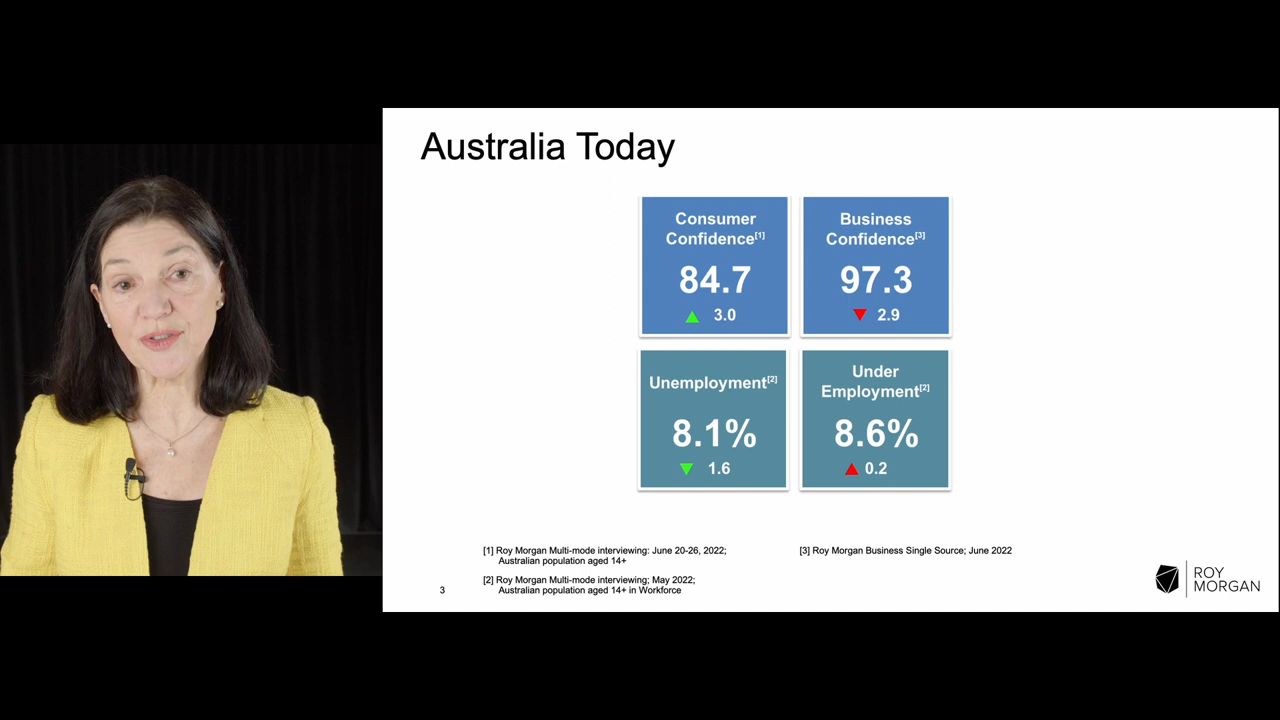 Australia Today
Consumer
Confidence[1]
84.7
▲ 3.0
Business
Confidence[3]
97.3
▼ 2.9
Unemployment[2]
8.1%
▼ 1.6
Under
Employment[2]
8.6%
▲ 0.2
[1] Roy Morgan Multi-mode interviewing: June 20-26, 2022;
Australian population aged 14+
[2] Roy Morgan Multi-mode interviewing; May 2022;
Australian population aged 14+ in Workforce
[3] Roy Morgan Business Single Source; June 2022
3
ROY
MORGAN